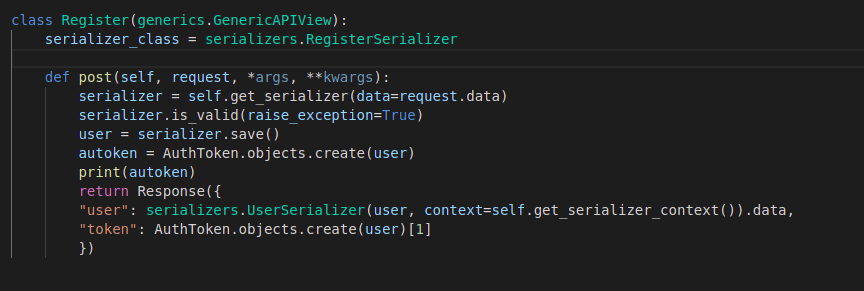 class Register(generics.GenericAPIView):
    serializer_class = serializers.RegisterSerializer

    def post(self, request, *args, **kwargs):
        serializer = self.get_serializer(data=request.data)
        serializer.is_valid(raise_exception=True)
        user = serializer.save()
        autoken = AuthToken.objects.create(user)
        print(autoken)
        return Response({
        "user": serializers.UserSerializer(user, context=self.get_serializer_context()).data,
        "token": AuthToken.objects.create(user)[1]
        })